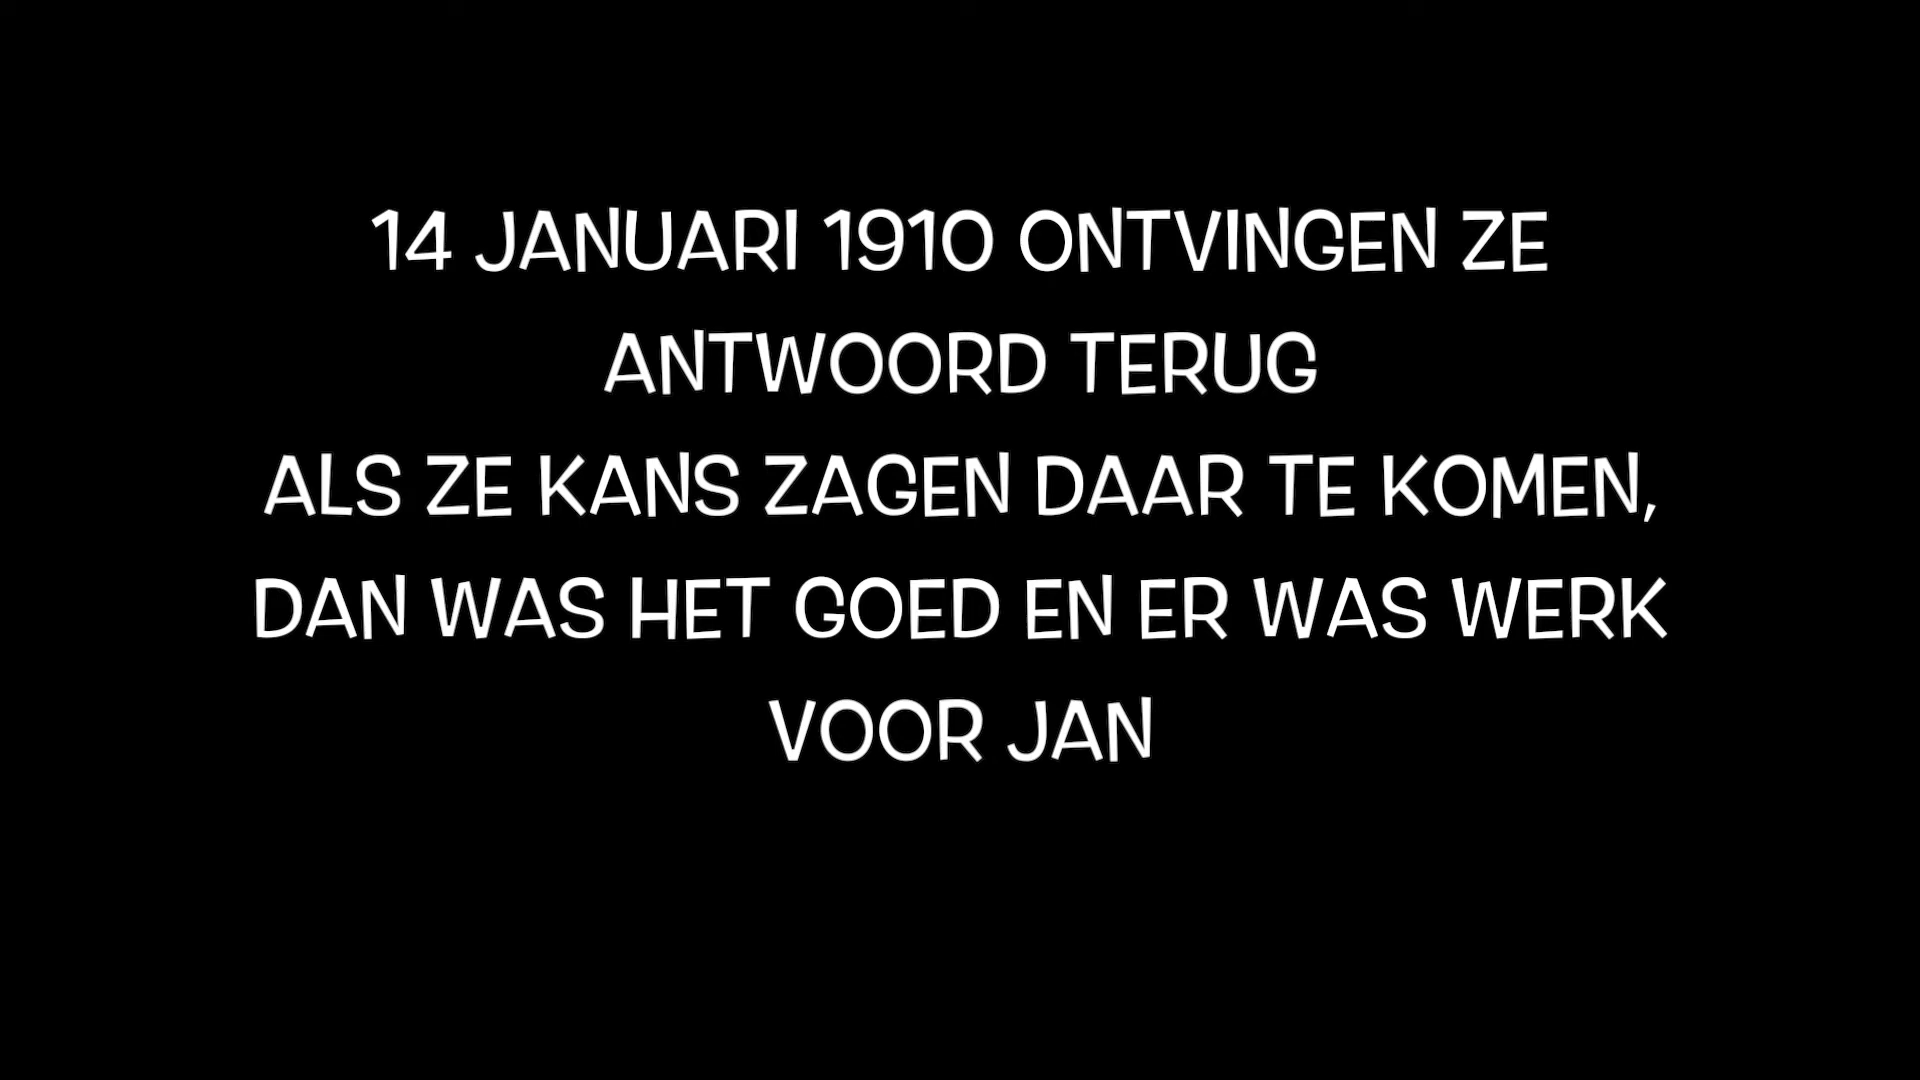 14 JANUARI 1910 ONTVINGEN ZE
ANTWOORD TERUG
ALS ZE KANS ZAGEN DAAR TE KOMEN,
DAN WAS HET GOED EN ER WAS WERK
VOOR JAN